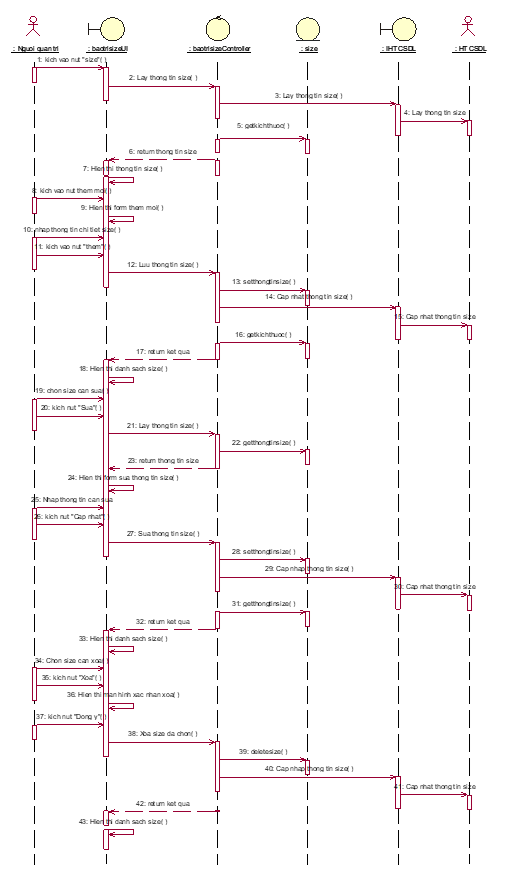 : Nguoi quan tri
: baotrisizeUI
: baotrisizeController
: size
: IHTCSDL
: HT CSDL
1: kich vao nut "size"( )
2: Lay thong tin size( )
3: Lay thong tin size( )
4: Lay thong tin size
5: getkichthuoc( )
6: return thong tin size
7: Hien thi thong tin size( )
8: kich vao nut them moi( )
9: Hien thi form them moi( )
10: nhap thong tin chi tiet size( )
11: kich vao nut "them"( )
12: Luu thong tin size( )
13: setthongtinsize( )
14: Cap nhat thong tin size( )
15: Cap nhat thong tin size
16: getkichthuoc( )
17: return ket qua
18: Hien thi danh sach size( )
19: chon size can sua( )
20: kich nut "Sua"( )
21: Lay thong tin size( )
22: getthongtinsize( )
23: return thong tin size
24: Hien thi form sua thong tin size( )
25: Nhap thong tin can sua
26: kich nut "Cap nhat"
27: Sua thong tin size( )
28: setthongtinsize( )
29: Cap nhap thong tin size( )
30: Cap nhat thong tin size
31: getthongtinsize( )
32: return ket qua
33: Hien thi danh sach size( )
34: Chon size can xoa( )
35: kich nut "Xoa"( )
36: Hien thi man hinh xac nhan xoa( )
37: kich nut "Dong y"( )
38: Xoa size da chon( )
39: deletesize( )
40: Cap nhap thong tin size( )
41: Cap nhat thong tin size
42: return ket qua
43: Hien thi danh sach size( )